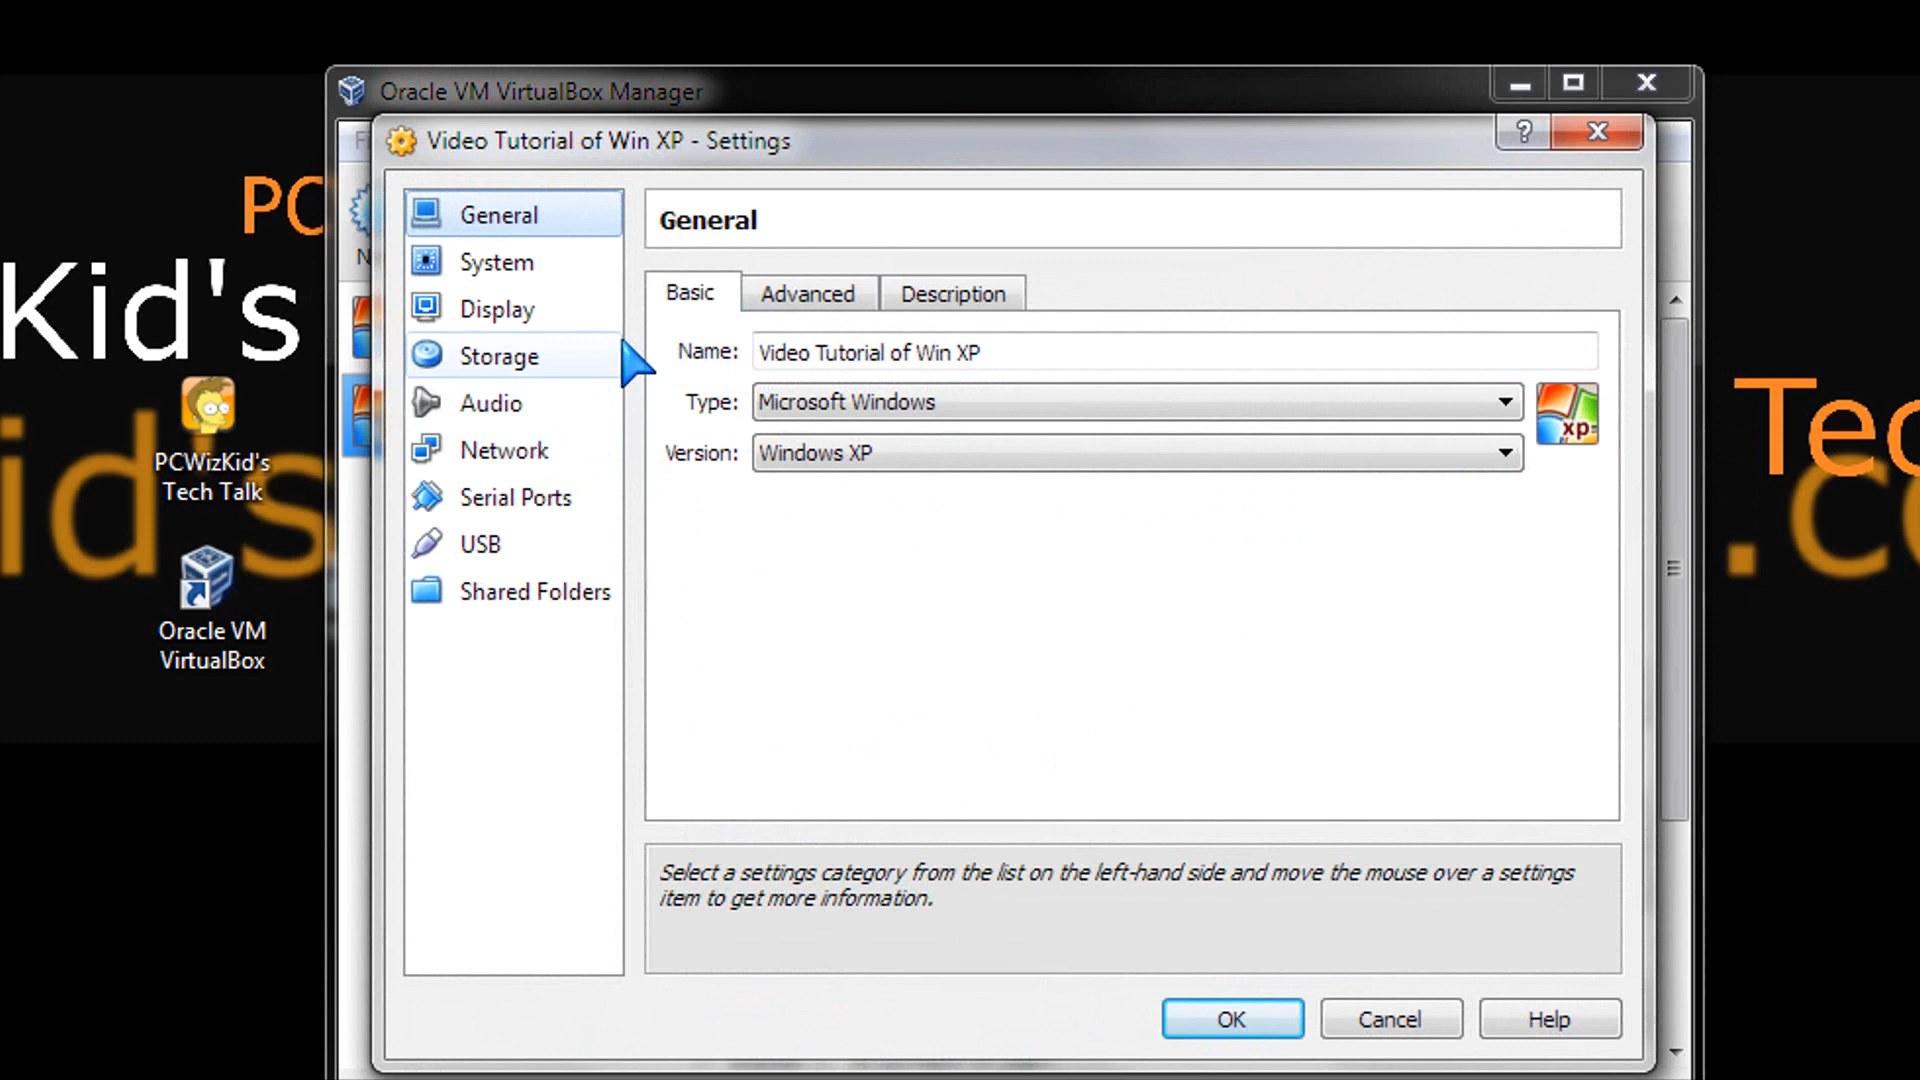 Oracle VM VirtualBox Manager
Video Tutorial of Win XP - Settings
PC
Kid's
id's
Tec
.co
PCWizKid's
Tech Talk
Oracle VM
VirtualBox
General
System
Display
Storage
Audio
Network
Serial Ports
USB
Shared Folders
General
Basic
Advanced
Description
Name: Video Tutorial of Win XP
Type: Microsoft Windows
xp
Version: Windows XP
Select a settings category from the list on the left-hand side and move the mouse over a settings
item to get more information.
OK
Cancel
Help